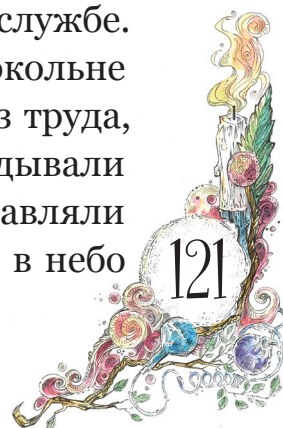 службе.
окольне
з труда,
дывали
авляли
в небо
121